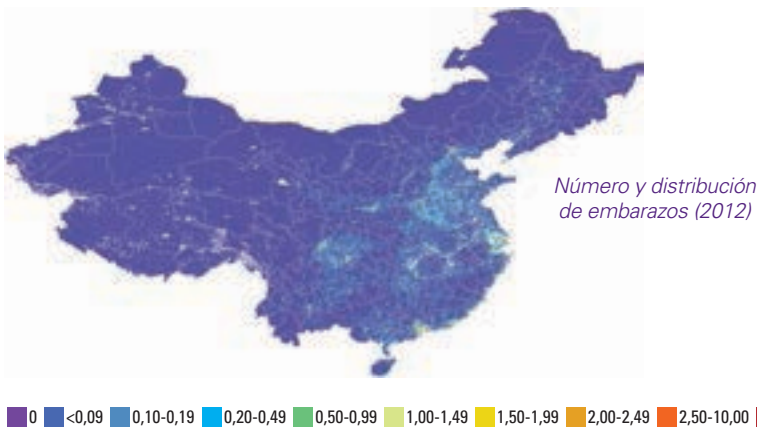 Número y distribución
de embarazos (2012)
0 <0,09 0,10-0,19 0,20-0,49 0,50-0,99 1,00-1,49 1,50-1,99 2,00-2,49 2,50-10,00